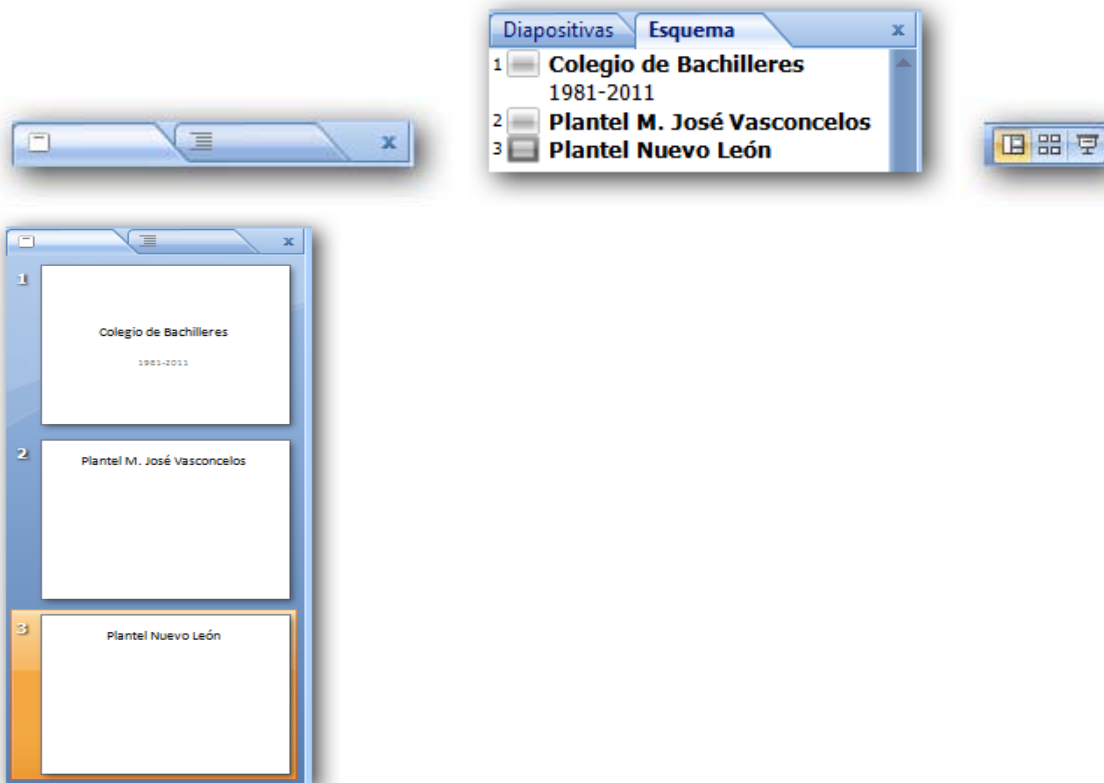 Diapositivas Esquema x
1 Colegio de Bachilleres
1981-2011
2 Plantel M. José Vasconcelos
3 Plantel Nuevo León
x
x
1
Colegio de Bachilleres
1981-2011
2
Plantel M. José Vasconcelos
3
Plantel Nuevo León